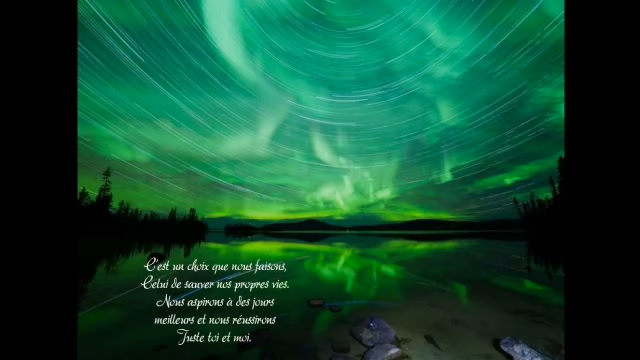 C'est un choix que nous faisons,
Celui de sauver nos propres vies.
Nous aspirons à des jours
meilleurs et nous réussirons
Juste toi et moi.